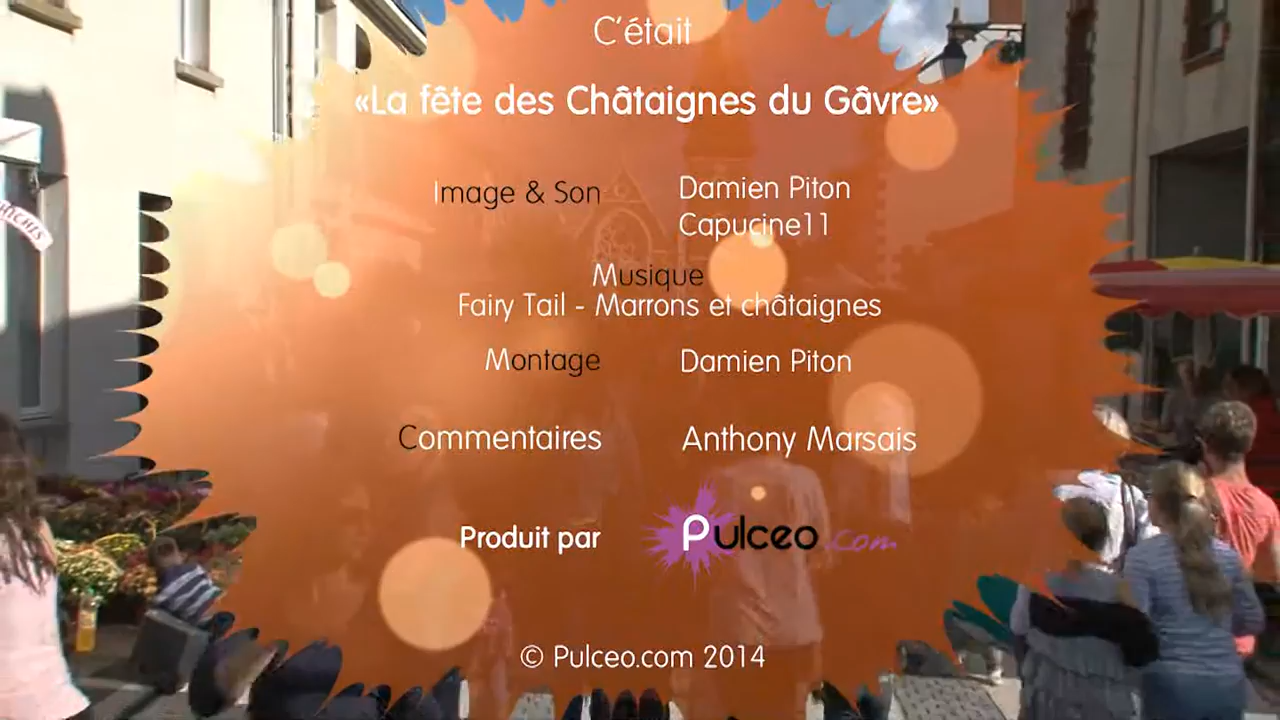 C'était
«La fête des Châtaignes du Gâvre»
Image & Son Damien Piton
Capucine11
Musique
Fairy Tail - Marrons et châtaignes
Montage Damien Piton
Commentaires Anthony Marsais
Produit par Pulceo.com
© Pulceo.com 2014